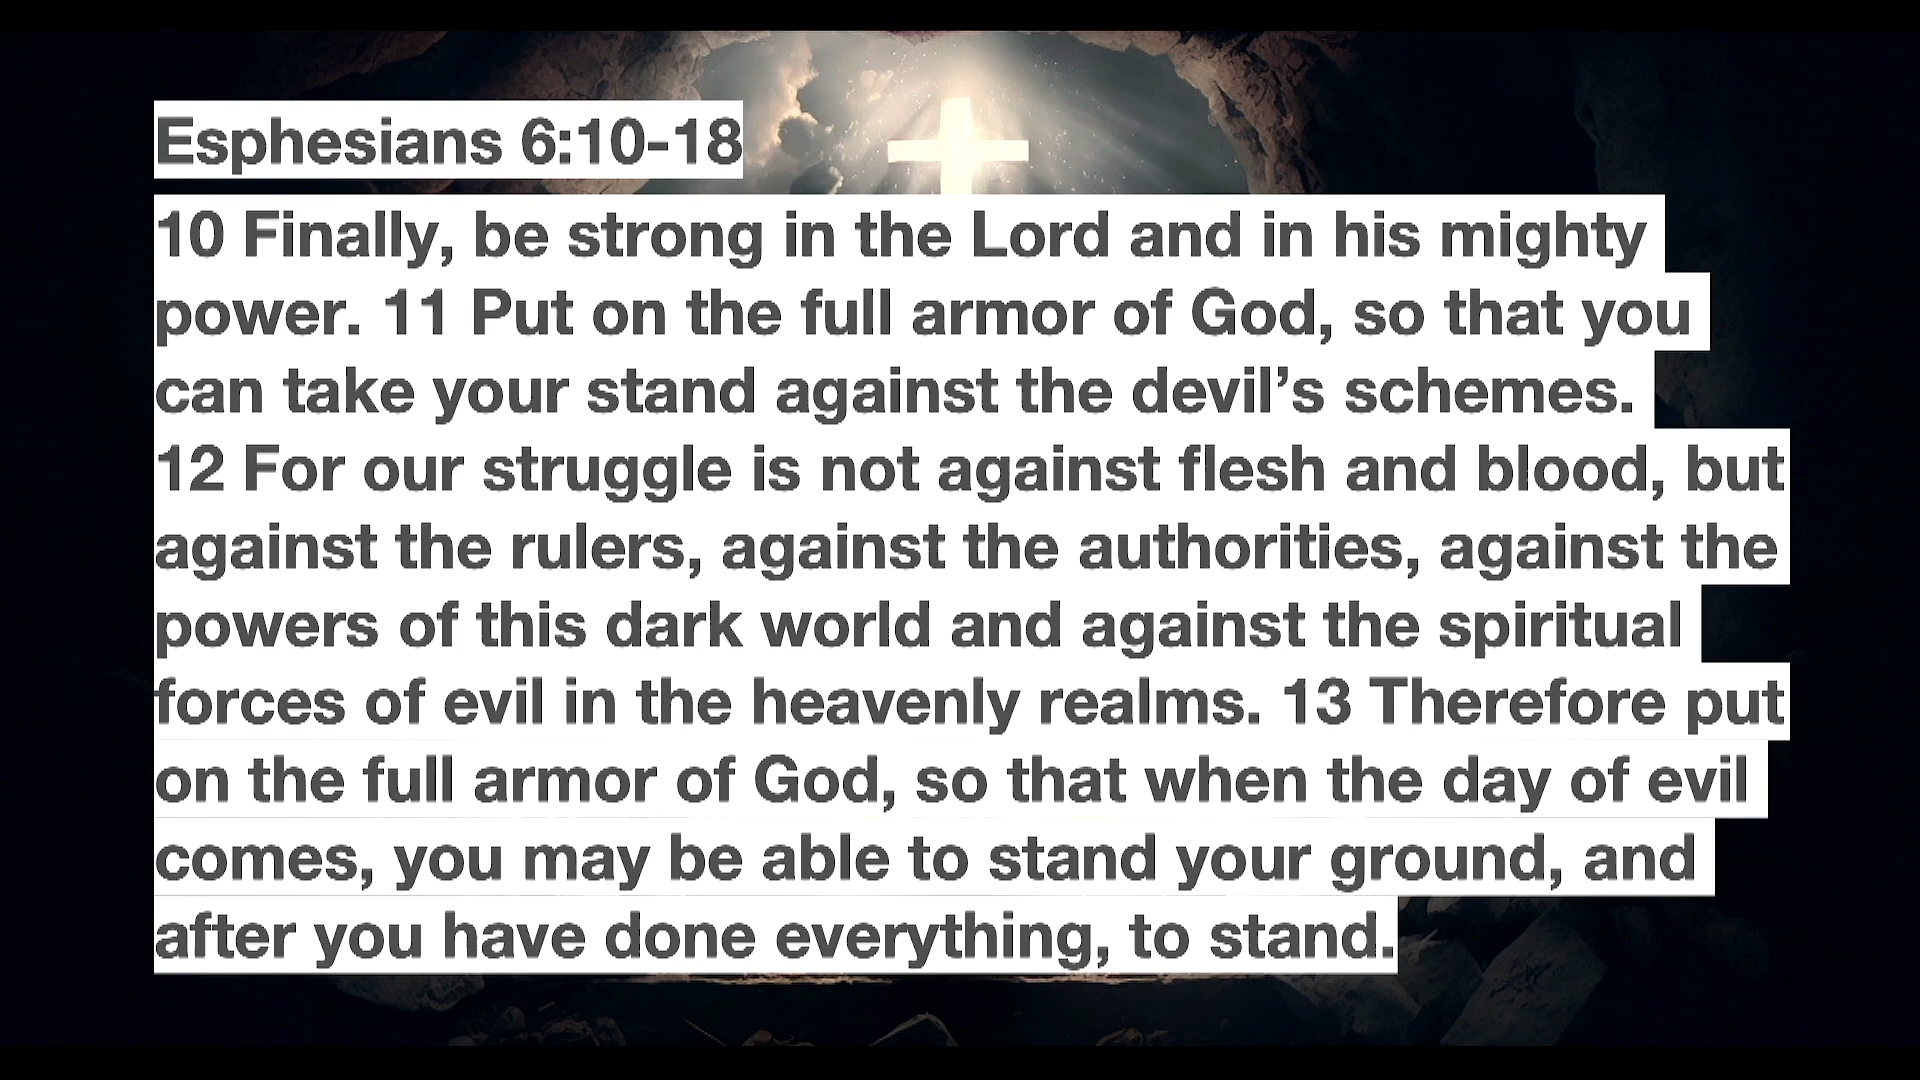 Esphesians 6:10-18
10 Finally, be strong in the Lord and in his mighty
power. 11 Put on the full armor of God, so that you
can take your stand against the devil’s schemes.
12 For our struggle is not against flesh and blood, but
against the rulers, against the authorities, against the
powers of this dark world and against the spiritual
forces of evil in the heavenly realms. 13 Therefore put
on the full armor of God, so that when the day of evil
comes, you may be able to stand your ground, and
after you have done everything, to stand.